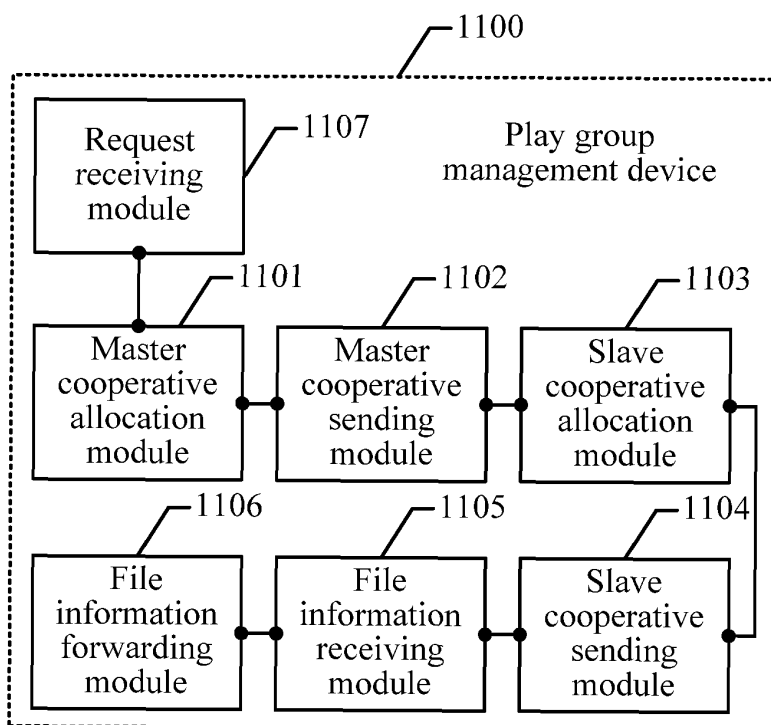 1100
Request
receiving
module
1107
Play group
management device
1101
1102
1103
Master
cooperative
allocation
module
Master
cooperative
sending
module
Slave
cooperative
allocation
module
1106
1105
1104
File
information
forwarding
module
File
information
receiving
module
Slave
cooperative
sending
module